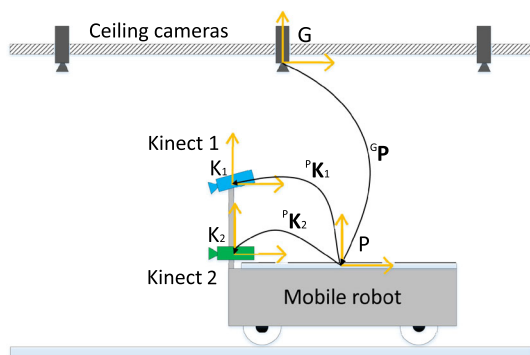 Ceiling cameras
G
Kinect 1
K1
PK1
GP
K2
PK2
P
Kinect 2
Mobile robot